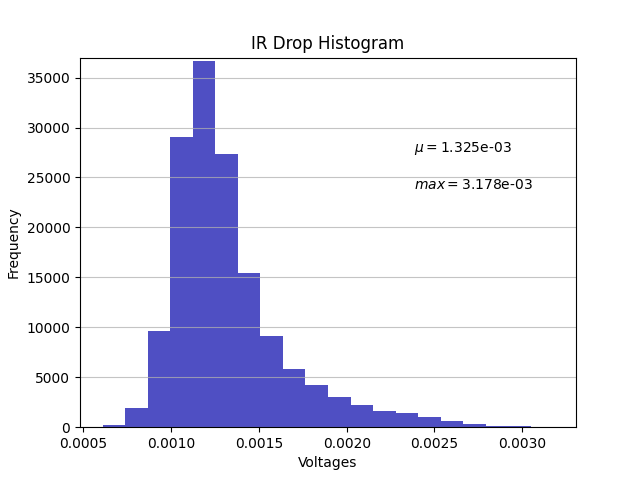 IR Drop Histogram
35000
30000
25000
20000
15000
10000
5000
0
Frequency
μ = 1.325e-03
max = 3.178e-03
0.0005 0.0010 0.0015 0.0020 0.0025 0.0030
Voltages